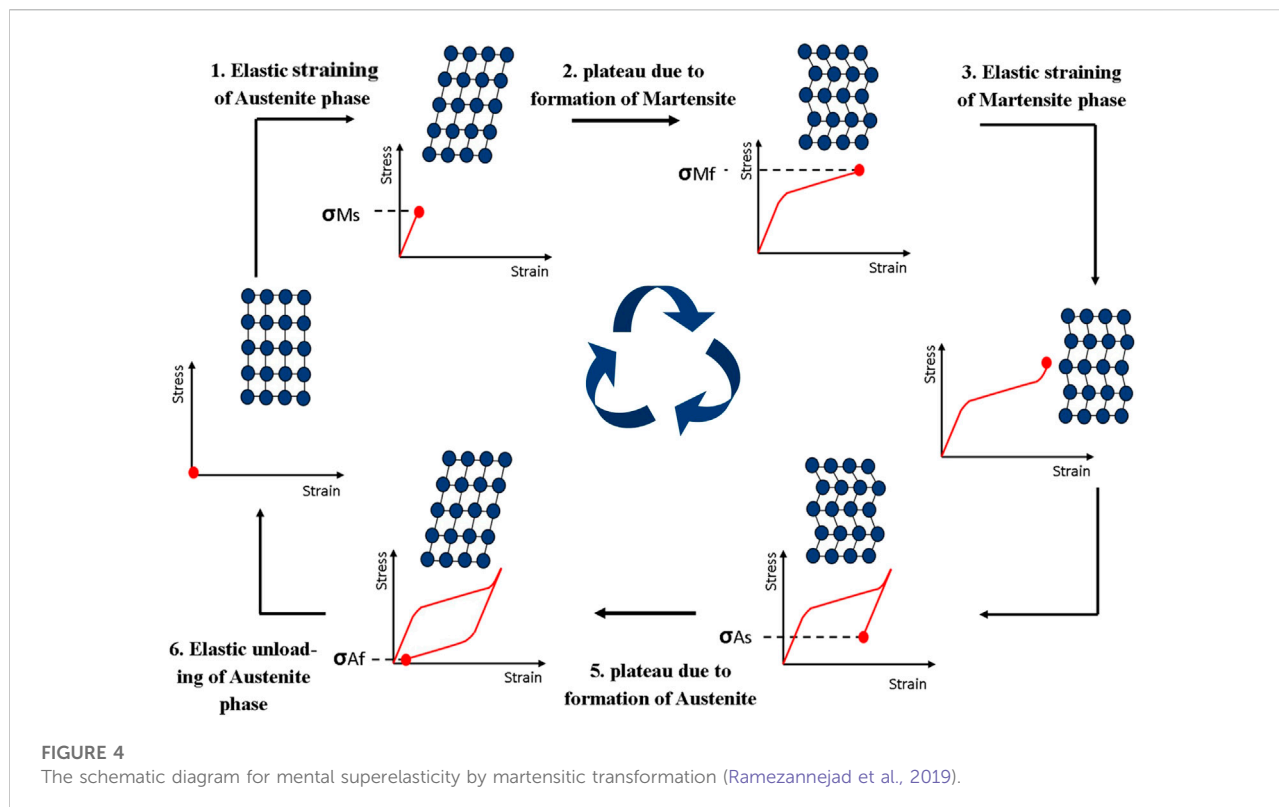 1. Elastic straining
of Austenite phase
2. plateau due to
formation of Martensite
3. Elastic straining
of Martensite phase
Stress
σMs
Strain
Stress
σMf
Strain
Stress
Strain
Stress
Strain
Stress
σAf
Strain
Stress
σAs
Strain
6. Elastic unload-
ing of Austenite
phase
5. plateau due to
formation of Austenite
FIGURE 4
The schematic diagram for mental superelasticity by martensitic transformation (Ramezannejad et al., 2019).